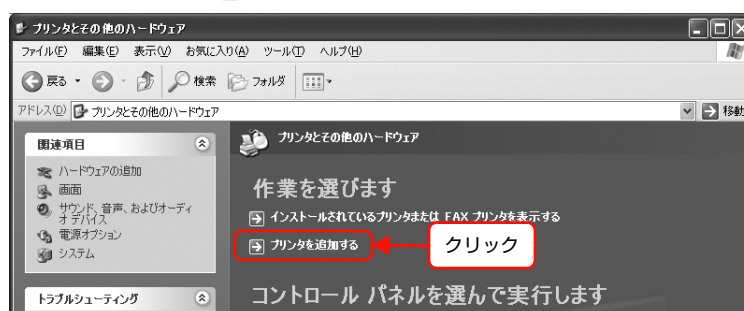 プリンタとその他のハードウェア
ファイル(F) 編集(E) 表示(V) お気に入り(A) ツール(T) ヘルプ(H)
戻る 検索 フォルダ
アドレス(D) プリンタとその他のハードウェア 移動
関連項目
ハードウェアの追加
画面
サウンド、音声、およびオーディ
オ デバイス
電源オプション
システム
トラブルシューティング
プリンタとその他のハードウェア
作業を選びます
インストールされているプリンタまたは FAX プリンタを表示する
プリンタを追加する
クリック
コントロール パネルを選んで実行します